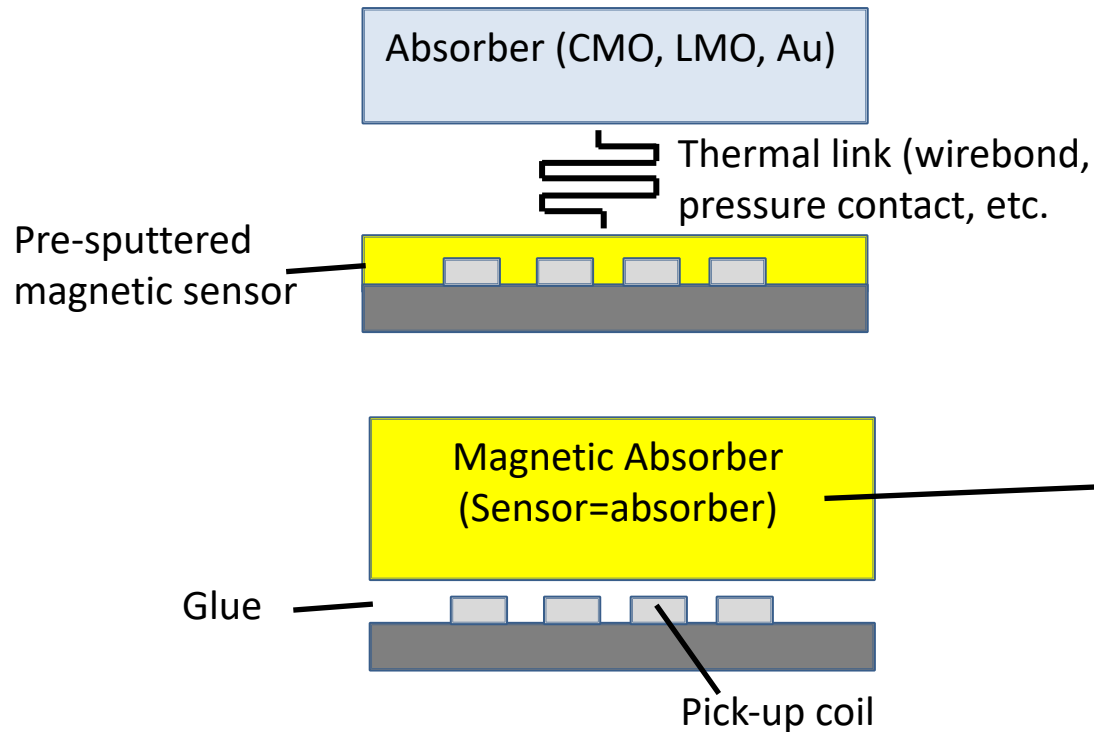 Absorber (CMO, LMO, Au)
Thermal link (wirebond,
pressure contact, etc.
Pre-sputtered
magnetic sensor
Magnetic Absorber
(Sensor=absorber)
Glue
Pick-up coil